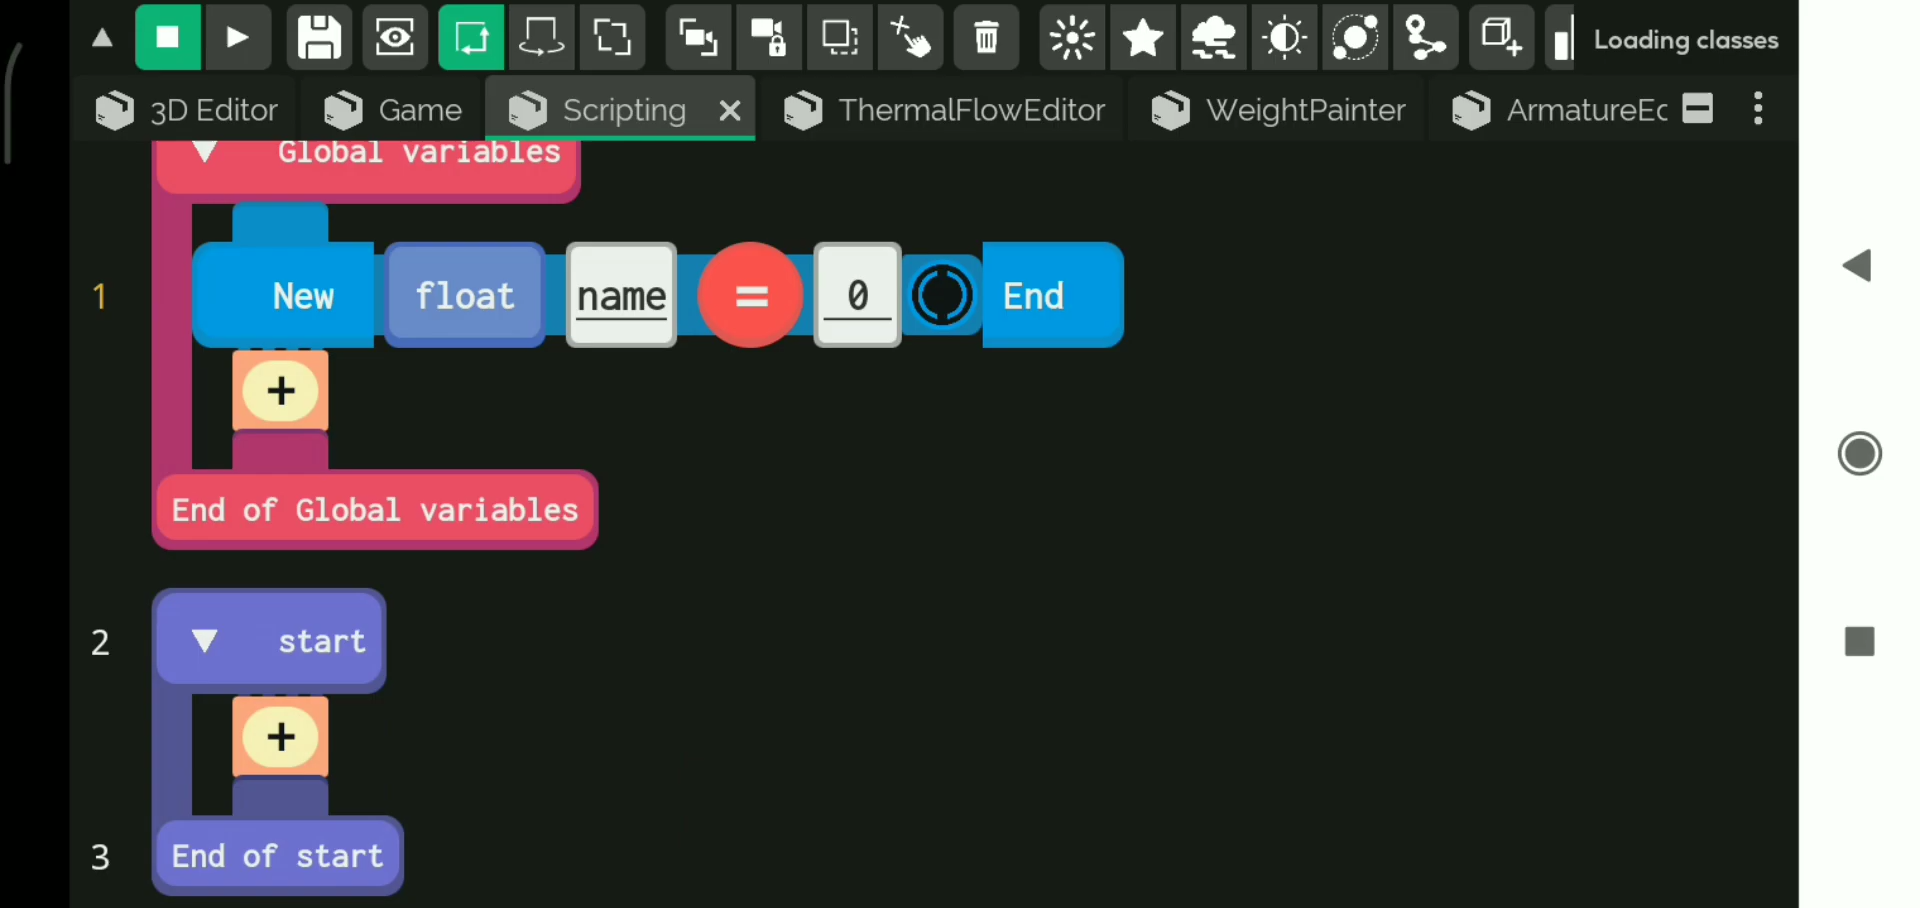 Loading classes
3D Editor Game Scripting ThermalFlowEditor WeightPainter ArmatureEc
Global variables
1 New float name = 0 End
+
End of Global variables
2 start
+
3 End of start